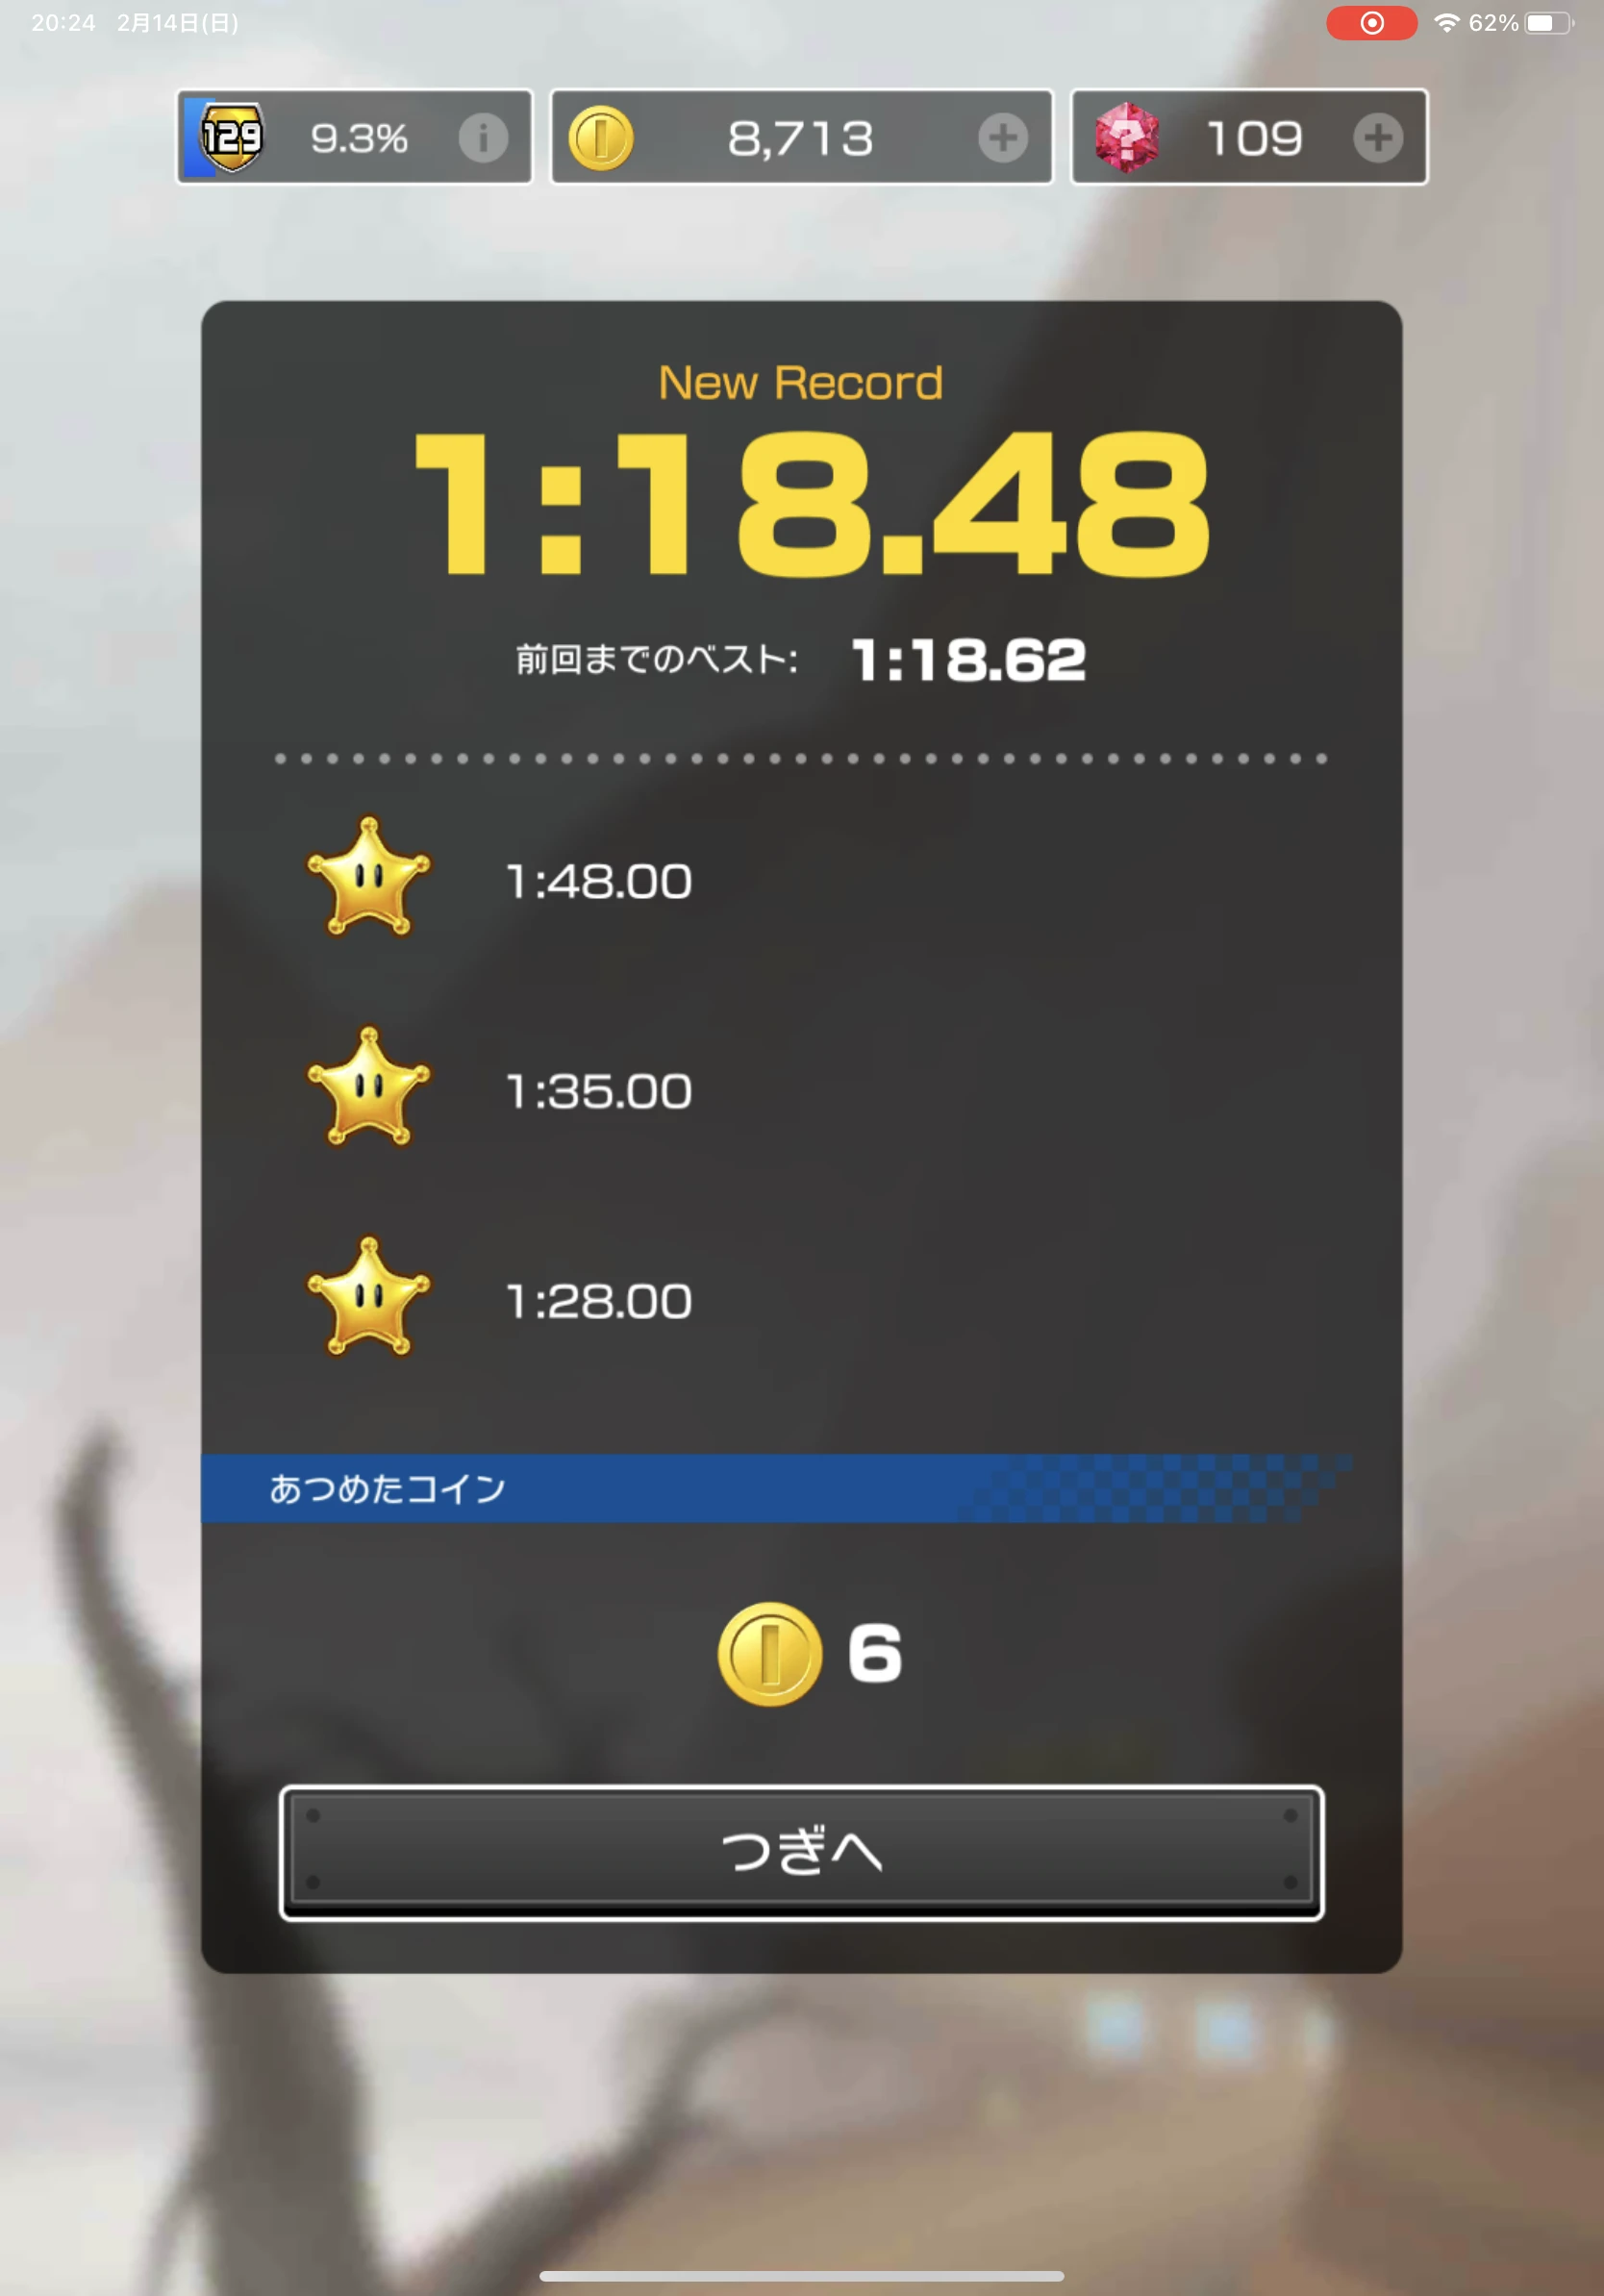 20:24 2月14日(日) 62%
129 9.3% 8,713 109
New Record
1:18.48
前回までのベスト: 1:18.62
1:48.00
1:35.00
1:28.00
あつめたコイン
6
つぎへ